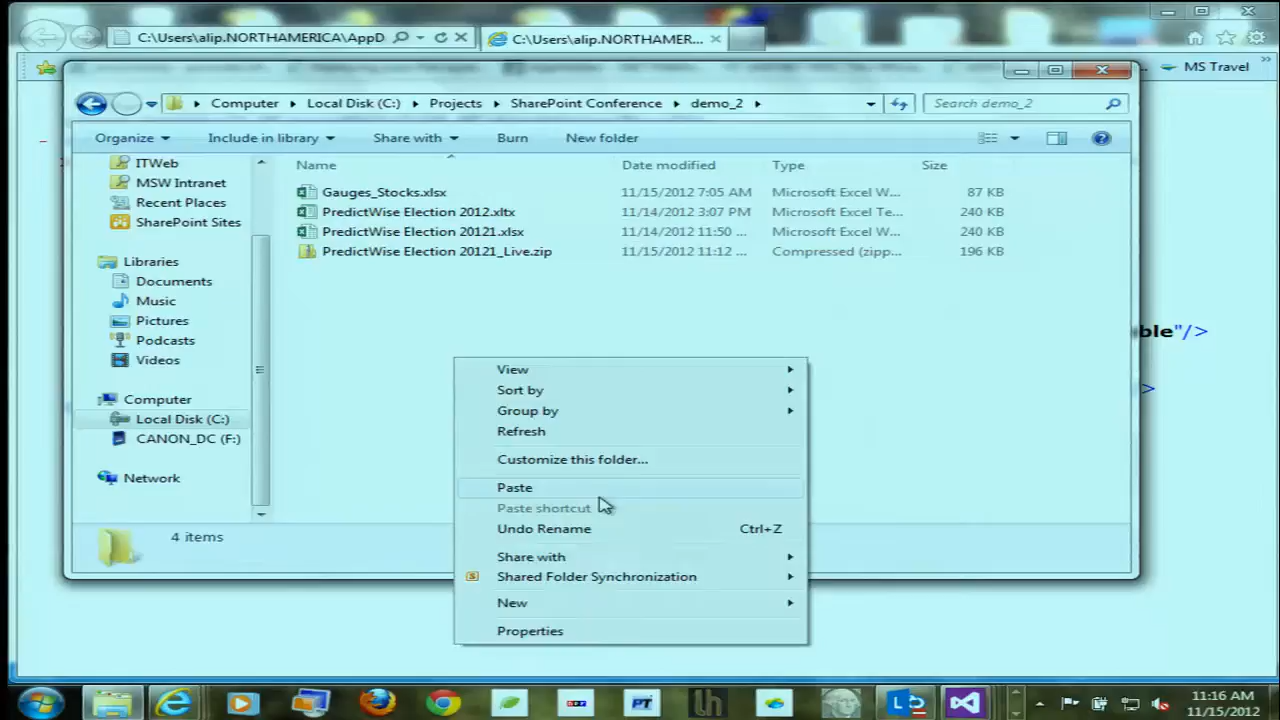 C:\Users\alip.NORTHAMERICA\AppD
C:\Users\alip.NORTHAMER...
MS Travel
Computer Local Disk (C:) Projects SharePoint Conference demo_2
Search demo_2
Organize Include in library Share with Burn New folder
Name Date modified Type Size
ITWeb
MSW Intranet
Recent Places
SharePoint Sites
Libraries
Documents
Music
Pictures
Podcasts
Videos
Computer
Local Disk (C:)
CANON_DC (F:)
Network
Gauges_Stocks.xlsx 11/15/2012 7:05 AM Microsoft Excel W... 87 KB
PredictWise Election 2012.xltx 11/14/2012 3:07 PM Microsoft Excel Te... 240 KB
PredictWise Election 20121.xlsx 11/14/2012 11:50 ... Microsoft Excel W... 240 KB
PredictWise Election 20121_Live.zip 11/15/2012 11:12 ... Compressed (zipp... 196 KB
ble"/>
>
View
Sort by
Group by
Refresh
Customize this folder...
Paste
Paste shortcut
Undo Rename Ctrl+Z
Share with
Shared Folder Synchronization
New
Properties
4 items
11:16 AM
11/15/2012